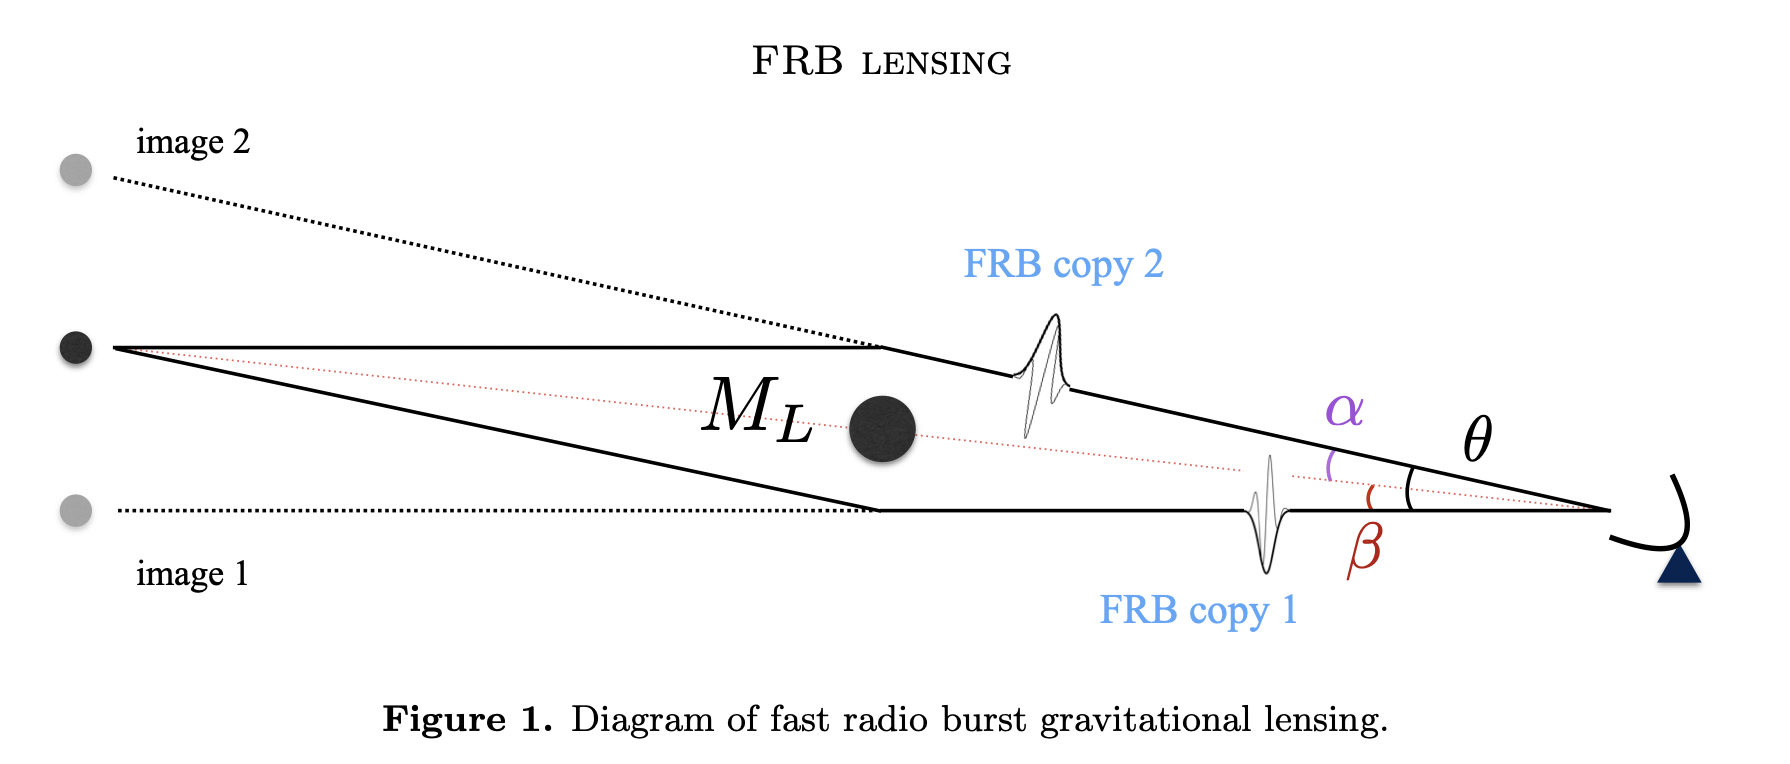 FRB LENSING
image 2
FRB copy 2
M_L
α
θ
β
image 1
FRB copy 1
Figure 1. Diagram of fast radio burst gravitational lensing.